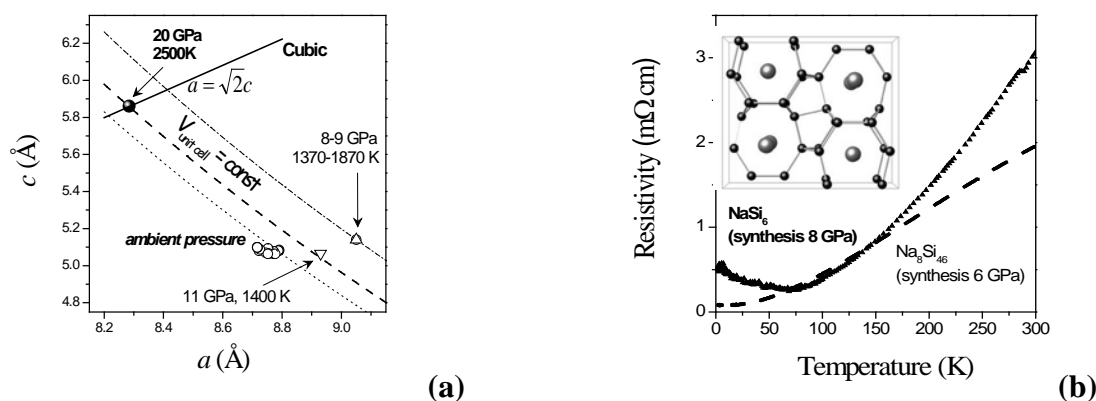 6.2
6.0
5.8
5.6
5.4
5.2
5.0
4.8
c (Å)
20 GPa
2500K
Cubic
a = √2c
V unit cell = const
8-9 GPa
1370-1870 K
ambient pressure
11 GPa, 1400 K
8.2 8.4 8.6 8.8 9.0
a (Å)
(a)
3
2
1
0
Resistivity (mΩ cm)
NaSi6
(synthesis 8 GPa)
Na8Si46
(synthesis 6 GPa)
0 50 100 150 200 250 300
Temperature (K)
(b)